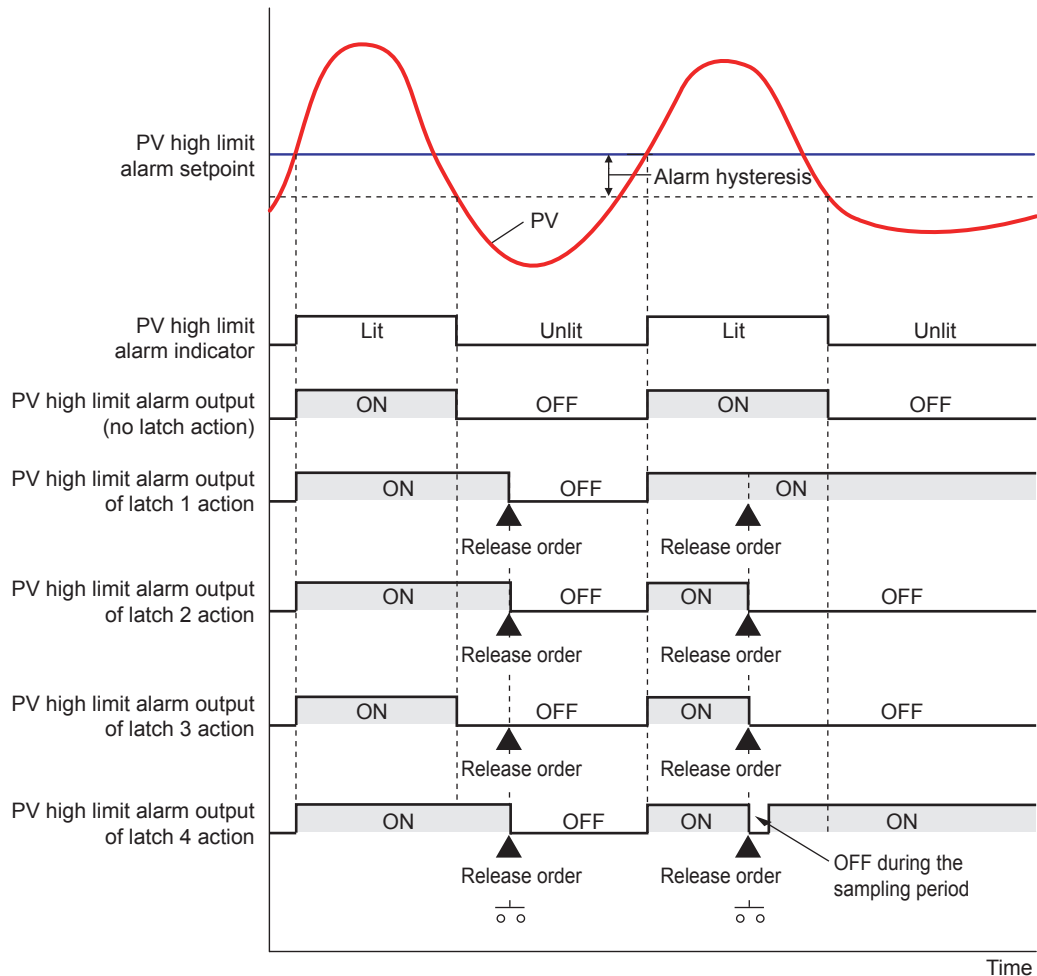 PV high limit
alarm setpoint
Alarm hysteresis
PV
PV high limit
alarm indicator
Lit
Unlit
Lit
Unlit
PV high limit alarm output
(no latch action)
ON
OFF
ON
OFF
PV high limit alarm output
of latch 1 action
ON
OFF
ON
Release order
Release order
PV high limit alarm output
of latch 2 action
ON
OFF
ON
OFF
Release order
Release order
PV high limit alarm output
of latch 3 action
ON
OFF
ON
OFF
Release order
Release order
PV high limit alarm output
of latch 4 action
ON
OFF
ON
ON
Release order
Release order
OFF during the
sampling period
Time